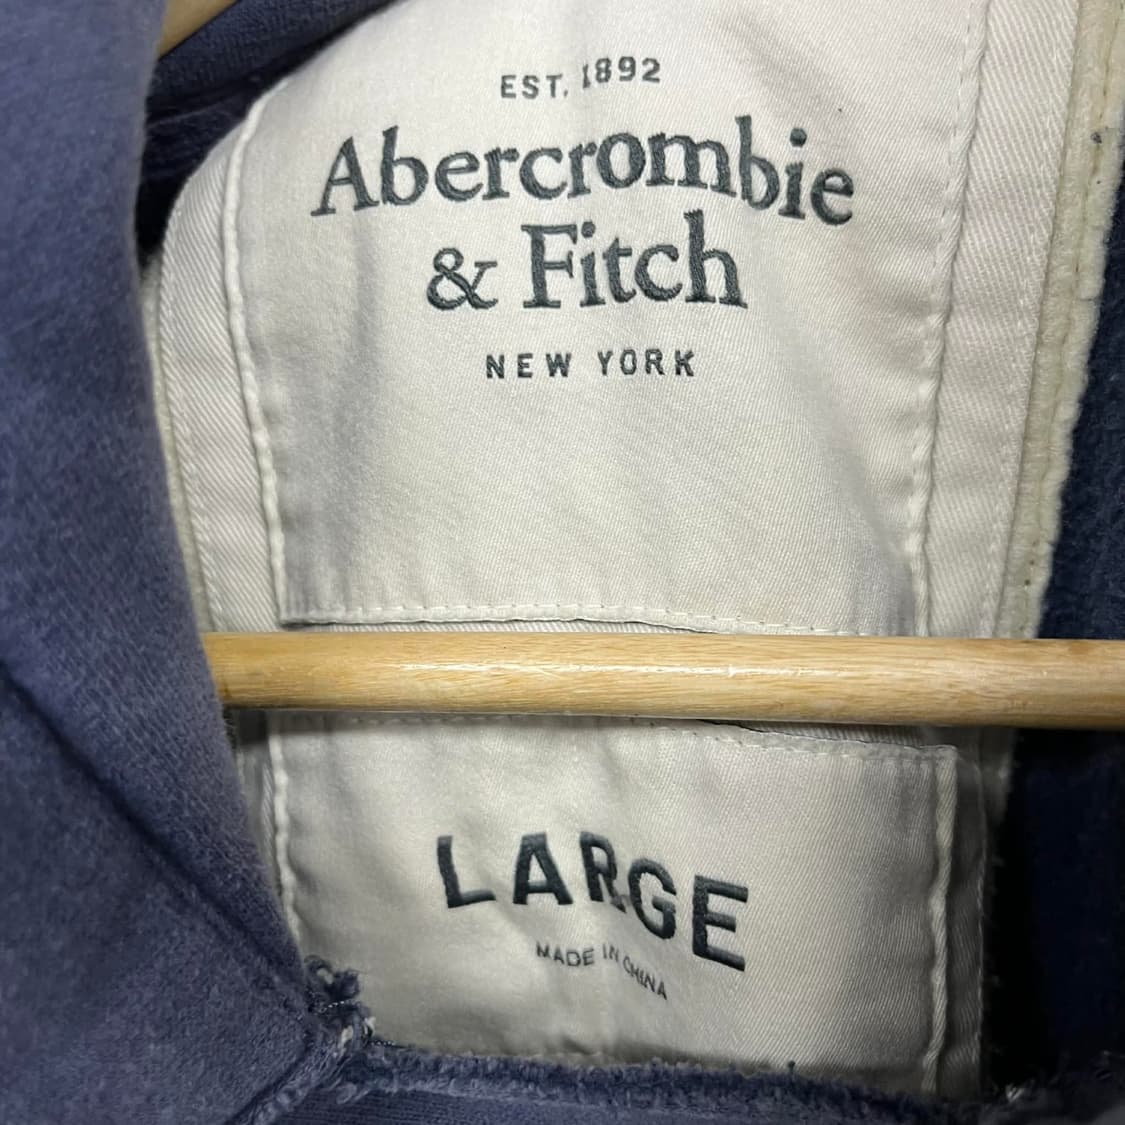 EST. 1892
Abercrombie
& Fitch
NEW YORK
LARGE
MADE IN CHINA